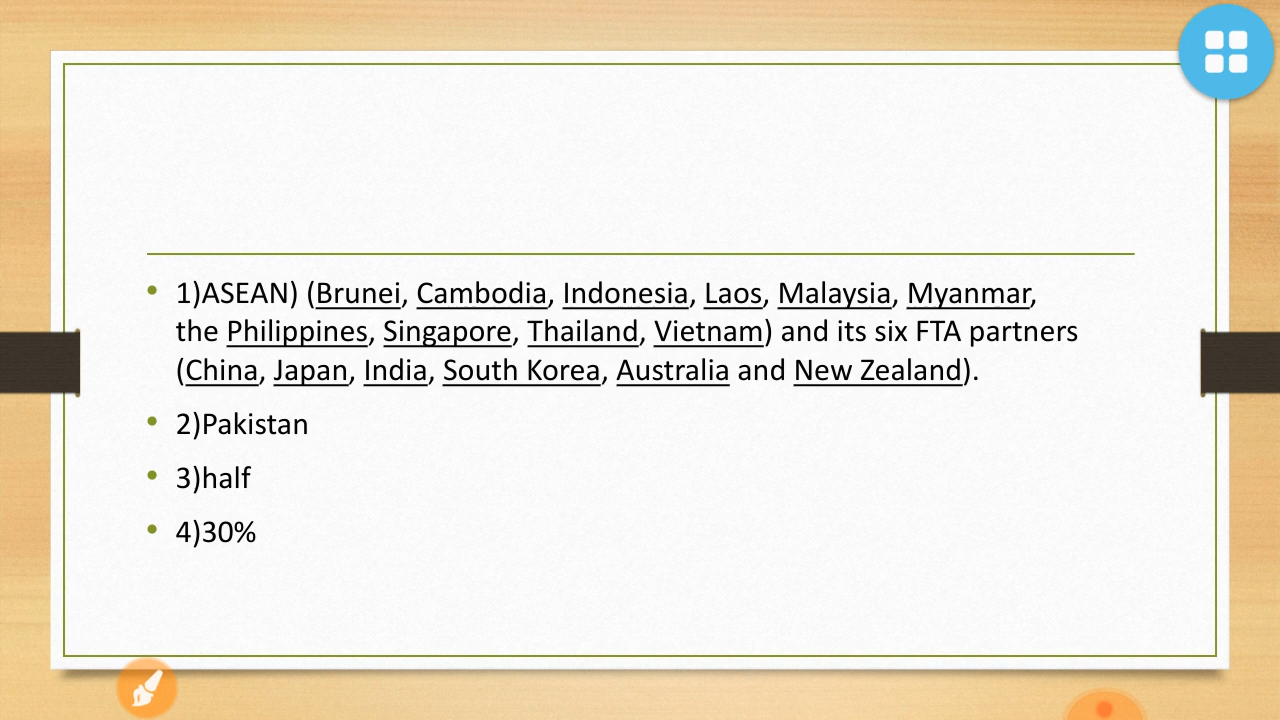 • 1)ASEAN) (Brunei, Cambodia, Indonesia, Laos, Malaysia, Myanmar,
the Philippines, Singapore, Thailand, Vietnam) and its six FTA partners
(China, Japan, India, South Korea, Australia and New Zealand).
• 2)Pakistan
• 3)half
• 4)30%